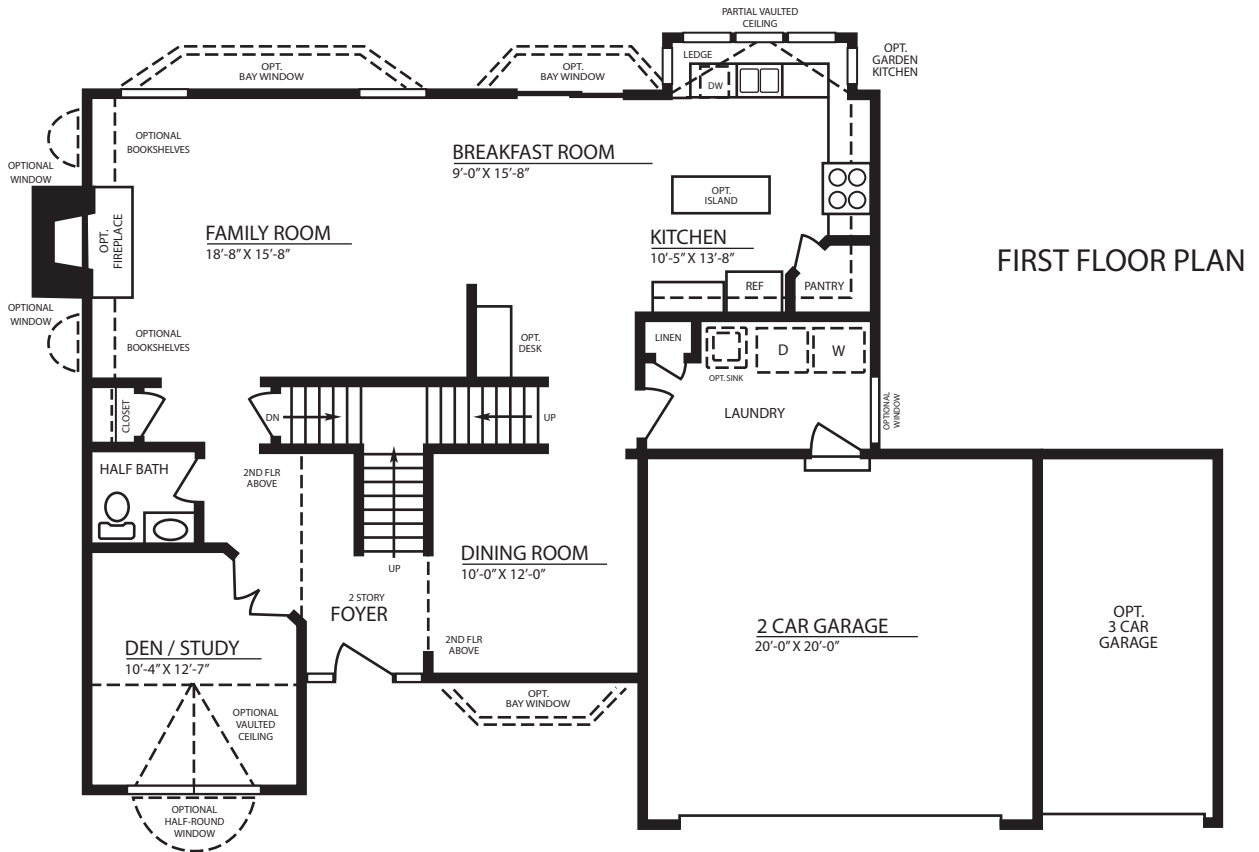 PARTIAL VAULTED
CEILING
LEDGE
OPT.
GARDEN
KITCHEN
OPT.
BAY WINDOW
OPT.
BAY WINDOW
DW
OPTIONAL
BOOKSHELVES
OPTIONAL
WINDOW
BREAKFAST ROOM
9'-0" X 15'-8"
OPT.
ISLAND
OPT.
FIREPLACE
FAMILY ROOM
18'-8" X 15'-8"
KITCHEN
10'-5" X 13'-8"
FIRST FLOOR PLAN
REF
PANTRY
OPTIONAL
WINDOW
OPTIONAL
BOOKSHELVES
OPT.
DESK
LINEN
OPT. SINK
D
W
CLOSET
DN
UP
LAUNDRY
OPTIONAL
WINDOW
HALF BATH
2ND FLR
ABOVE
UP
DINING ROOM
10'-0" X 12'-0"
2 STORY
FOYER
2ND FLR
ABOVE
DEN / STUDY
10'-4" X 12'-7"
2 CAR GARAGE
20'-0" X 20'-0"
OPT.
3 CAR
GARAGE
OPT.
BAY WINDOW
OPTIONAL
VAULTED
CEILING
OPTIONAL
HALF-ROUND
WINDOW